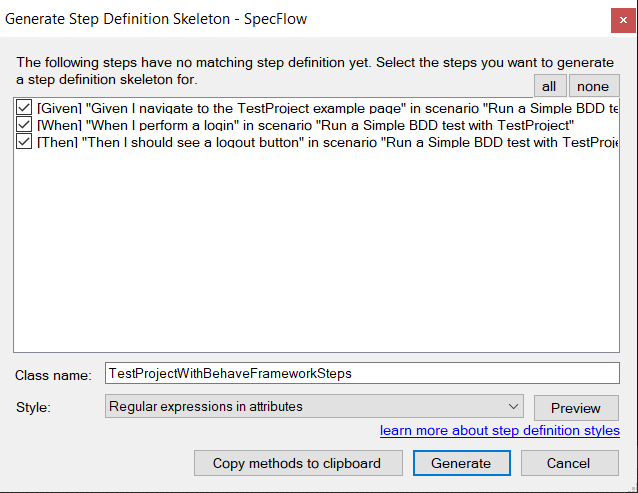 Generate Step Definition Skeleton - SpecFlow
The following steps have no matching step definition yet. Select the steps you want to generate
a step definition skeleton for.
all
none
[Given] "Given I navigate to the TestProject example page" in scenario "Run a Simple BDD te
[When] "When I perform a login" in scenario "Run a Simple BDD test with TestProject"
[Then] "Then I should see a logout button" in scenario "Run a Simple BDD test with TestProje
Class name:
TestProjectWithBehaveFrameworkSteps
Style:
Regular expressions in attributes
Preview
learn more about step definition styles
Copy methods to clipboard
Generate
Cancel